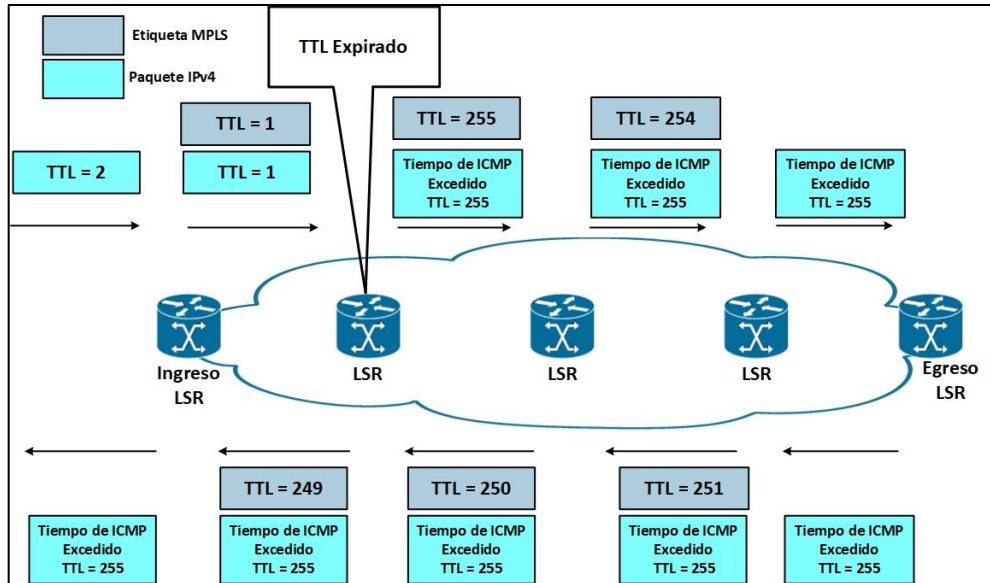 Etiqueta MPLS
Paquete IPv4
TTL Expirado
TTL = 1
TTL = 255
TTL = 254
TTL = 2
TTL = 1
Tiempo de ICMP
Excedido
TTL = 255
Tiempo de ICMP
Excedido
TTL = 255
Tiempo de ICMP
Excedido
TTL = 255
Ingreso
LSR
LSR
LSR
LSR
Egreso
LSR
TTL = 249
TTL = 250
TTL = 251
Tiempo de ICMP
Excedido
TTL = 255
Tiempo de ICMP
Excedido
TTL = 255
Tiempo de ICMP
Excedido
TTL = 255
Tiempo de ICMP
Excedido
TTL = 255
Tiempo de ICMP
Excedido
TTL = 255